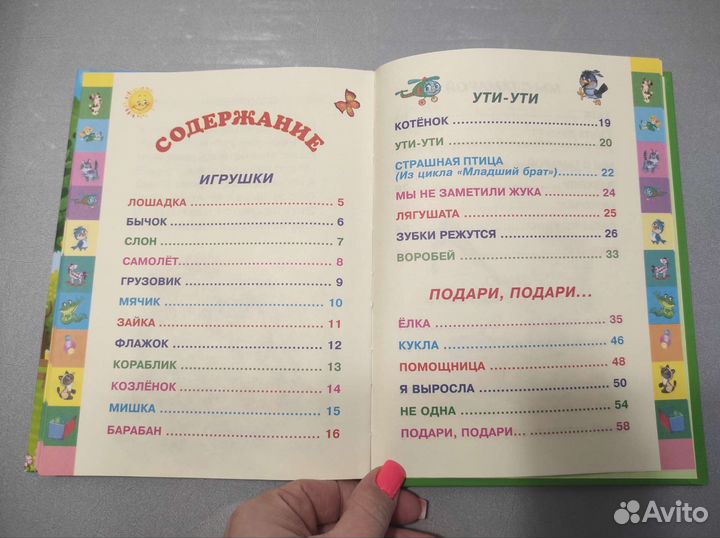 СОДЕРЖАНИЕ
ИГРУШКИ
ЛОШАДКА ........................ 5
БЫЧОК ........................ 6
СЛОН ........................ 7
САМОЛЁТ ........................ 8
ГРУЗОВИК ........................ 9
МЯЧИК ........................ 10
ЗАЙКА ........................ 11
ФЛАЖОК ........................ 12
КОРАБЛИК ........................ 13
КОЗЛЁНОК ........................ 14
МИШКА ........................ 15
БАРАБАН ........................ 16
УТИ-УТИ
КОТЁНОК ........................ 19
УТИ-УТИ ........................ 20
СТРАШНАЯ ПТИЦА
(Из цикла «Младший брат») ........... 22
МЫ НЕ ЗАМЕТИЛИ ЖУКА ........... 24
ЛЯГУШАТА ........................ 25
ЗУБКИ РЕЖУТСЯ ........................ 26
ВОРОБЕЙ ........................ 33
ПОДАРИ, ПОДАРИ...
ЁЛКА ........................ 35
КУКЛА ........................ 46
ПОМОЩНИЦА ........................ 48
Я ВЫРОСЛА ........................ 50
НЕ ОДНА ........................ 54
ПОДАРИ, ПОДАРИ... ........................ 58
Avito